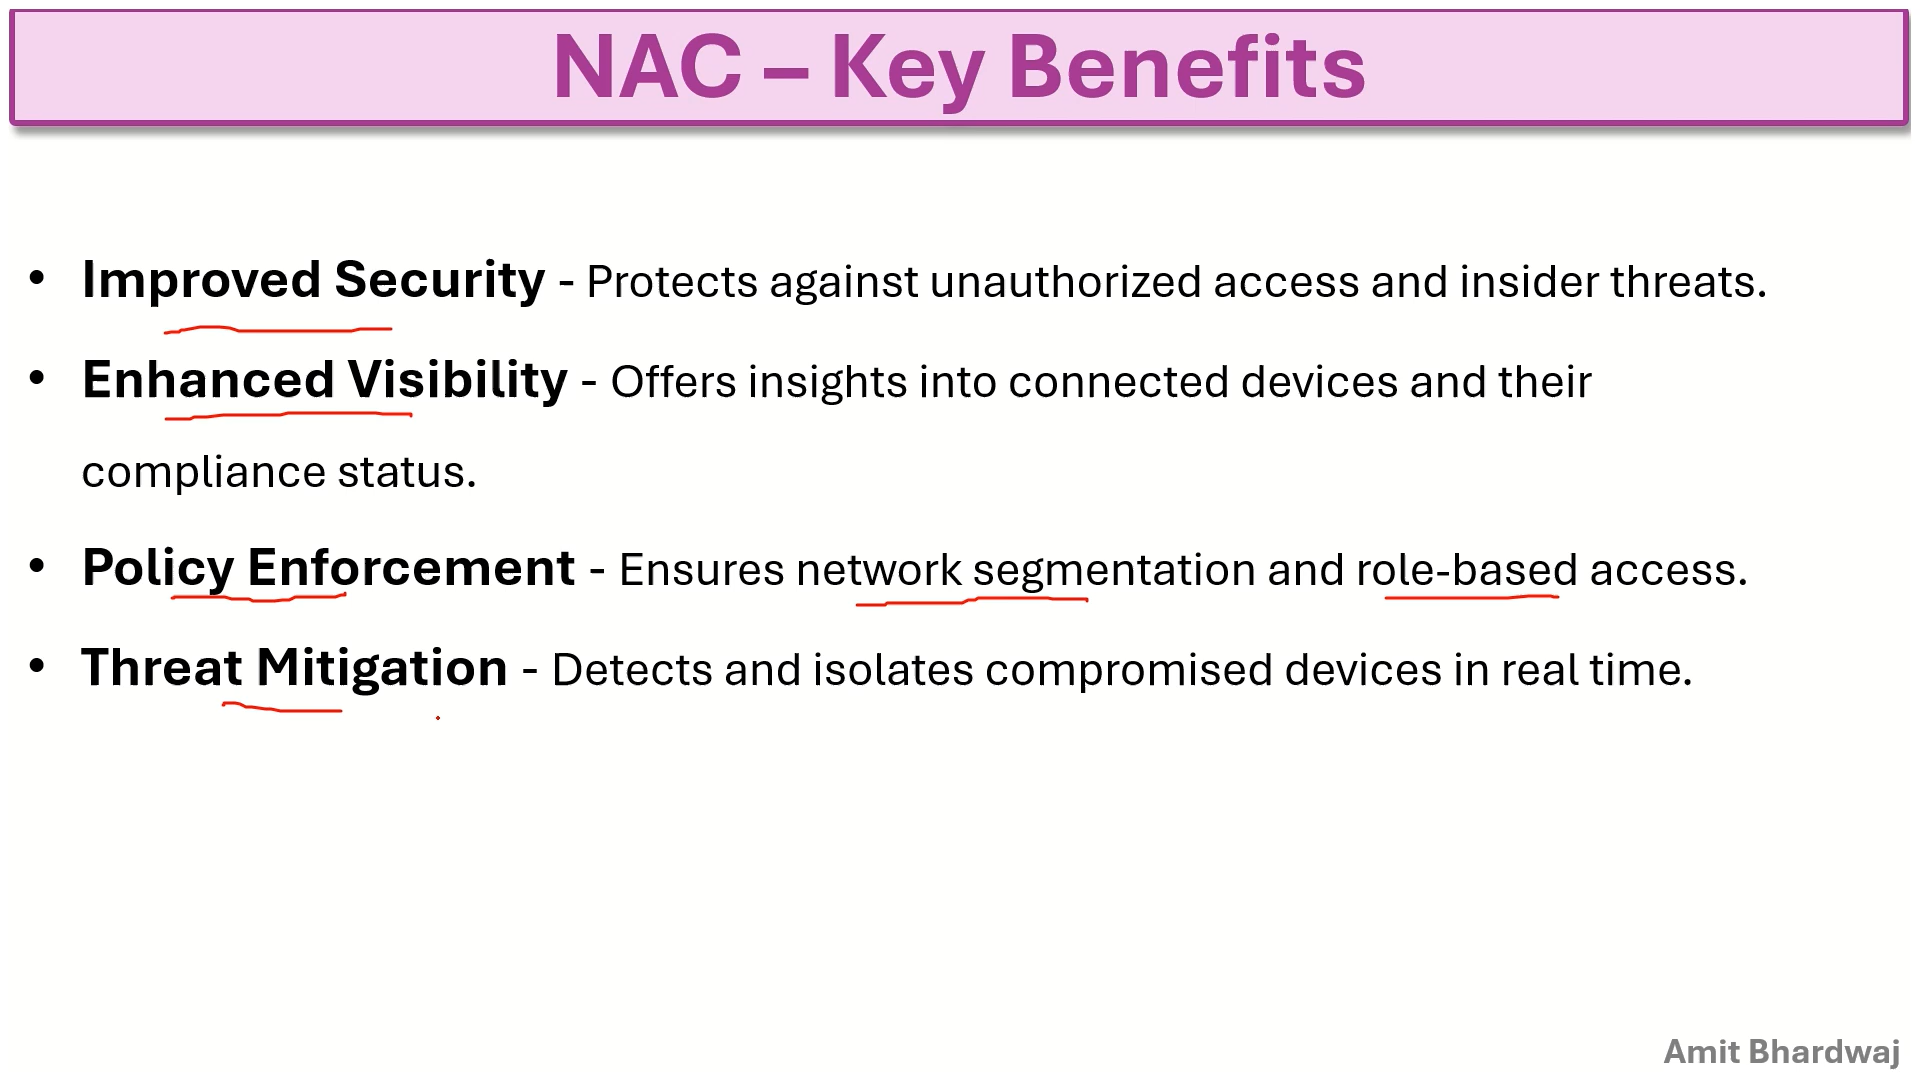 NAC – Key Benefits
• Improved Security - Protects against unauthorized access and insider threats.
• Enhanced Visibility - Offers insights into connected devices and their
compliance status.
• Policy Enforcement - Ensures network segmentation and role-based access.
• Threat Mitigation - Detects and isolates compromised devices in real time.
Amit Bhardwaj